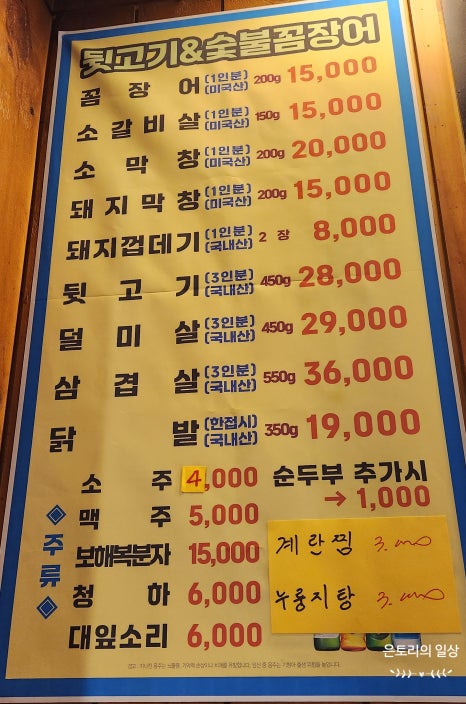 뒷고기&숯불꼼장어
꼼장어 (1인분) (미국산) 200g 15,000
소갈비살 (1인분) (미국산) 150g 15,000
소막창 (1인분) (미국산) 200g 20,000
돼지막창 (1인분) (미국산) 200g 15,000
돼지껍데기 (1인분) (국내산) 2장 8,000
뒷고기 (3인분) (국내산) 450g 28,000
덜미살 (3인분) (국내산) 450g 29,000
삼겹살 (3인분) (국내산) 550g 36,000
닭발 (한접시) (국내산) 350g 19,000
주류
소주 4,000
맥주 5,000
보해복분자 15,000
청하 6,000
대잎소리 6,000
순두부 추가시
→ 1,000
계란찜 3.000
누룽지탕 3.000
은토리의 일상